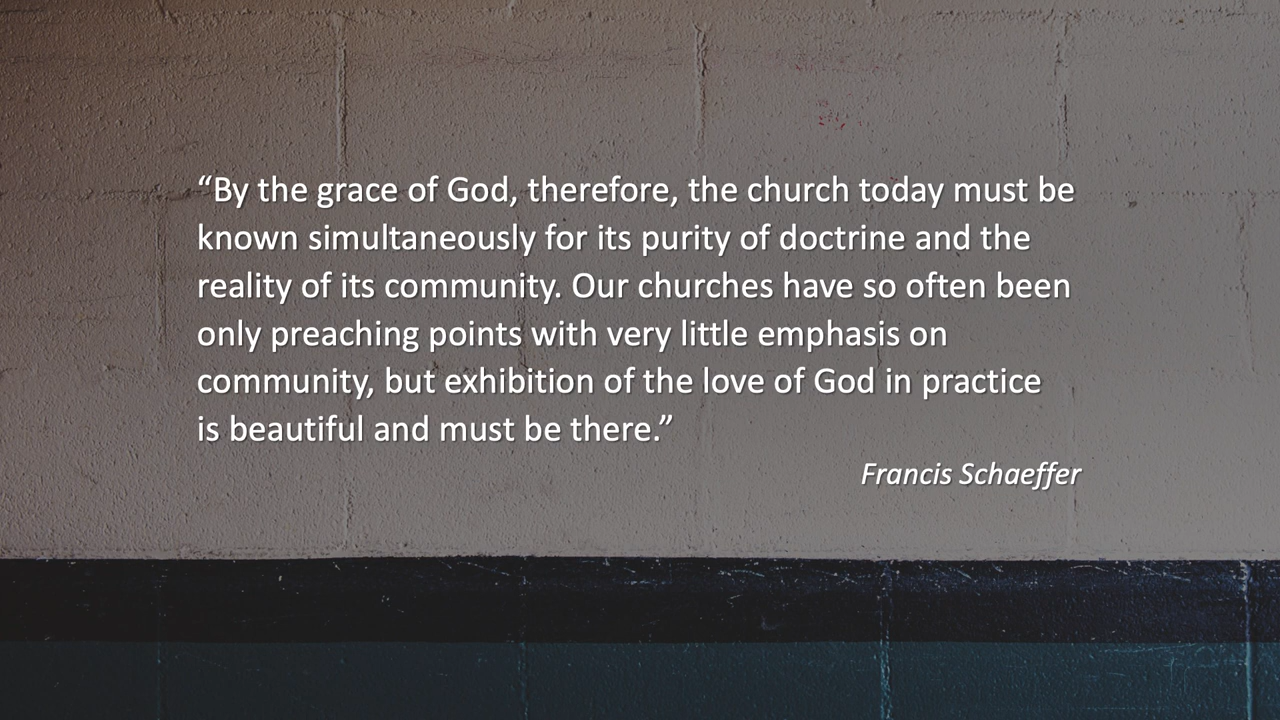 “By the grace of God, therefore, the church today must be
known simultaneously for its purity of doctrine and the
reality of its community. Our churches have so often been
only preaching points with very little emphasis on
community, but exhibition of the love of God in practice
is beautiful and must be there.”
Francis Schaeffer